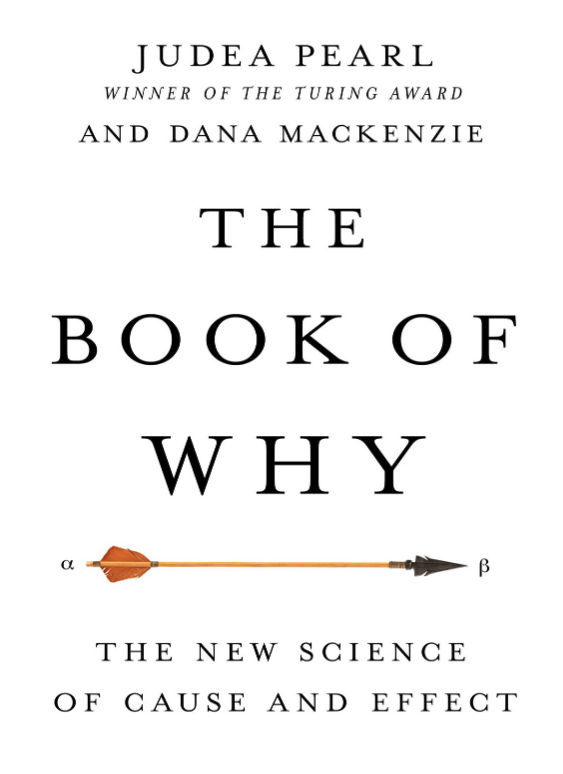 JUDEA PEARL
WINNER OF THE TURING AWARD
AND DANA MACKENZIE
THE
BOOK OF
WHY
α β
THE NEW SCIENCE
OF CAUSE AND EFFECT